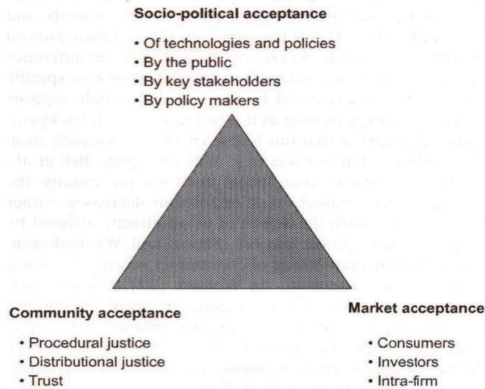 Socio-political acceptance
• Of technologies and policies
• By the public
• By key stakeholders
• By policy makers
Community acceptance
• Procedural justice
• Distributional justice
• Trust
Market acceptance
• Consumers
• Investors
• Intra-firm